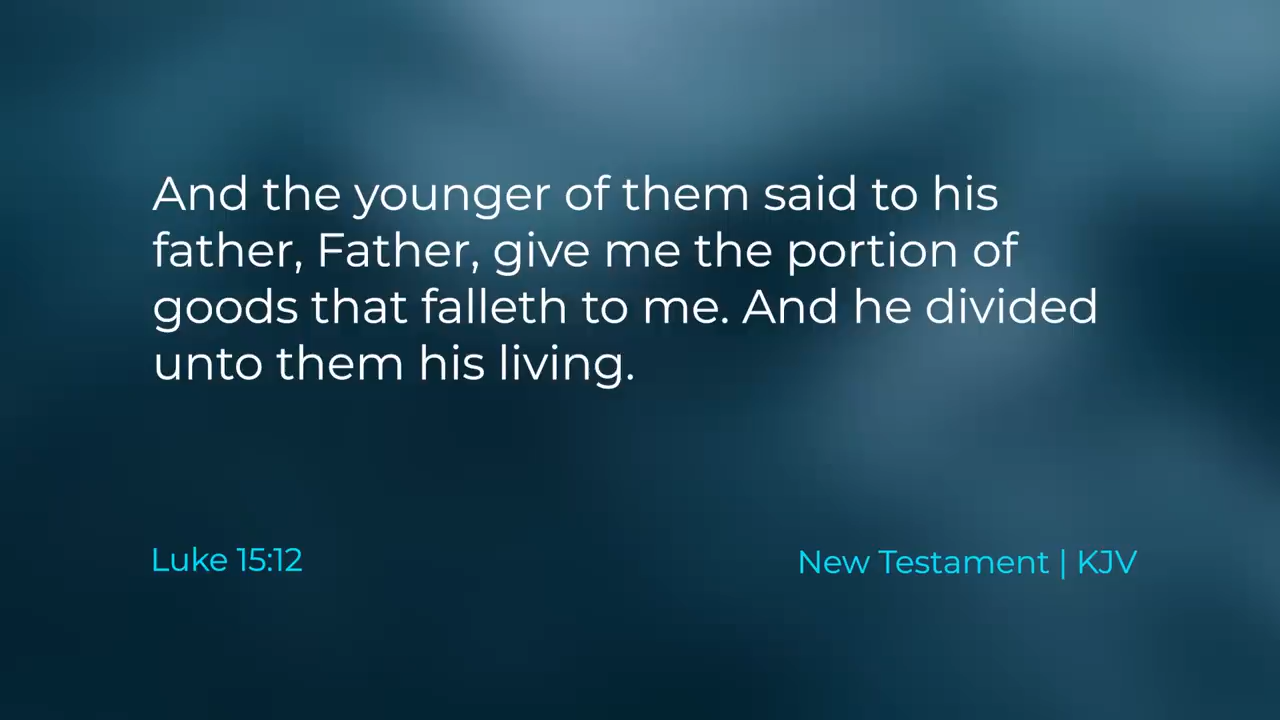 And the younger of them said to his
father, Father, give me the portion of
goods that falleth to me. And he divided
unto them his living.
Luke 15:12
New Testament | KJV